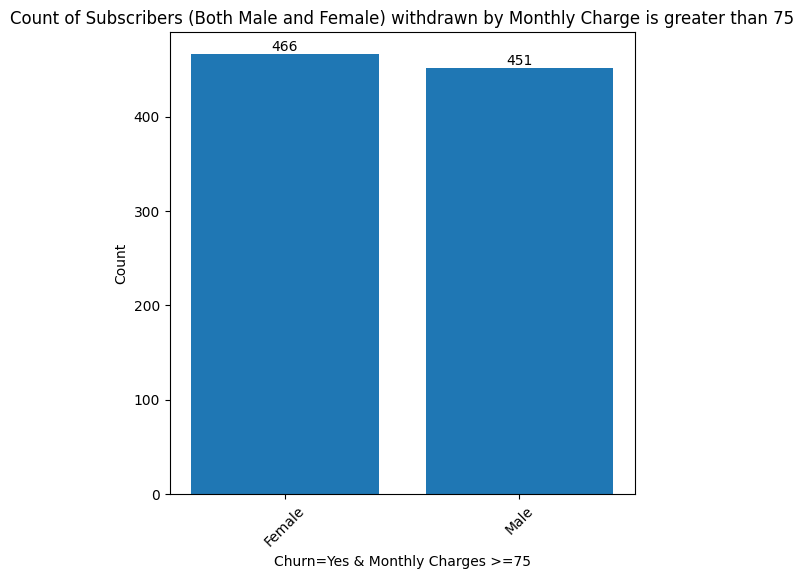 Count of Subscribers (Both Male and Female) withdrawn by Monthly Charge is greater than 75
466
451
400
300
200
100
0
Count
Female
Male
Churn=Yes & Monthly Charges >=75